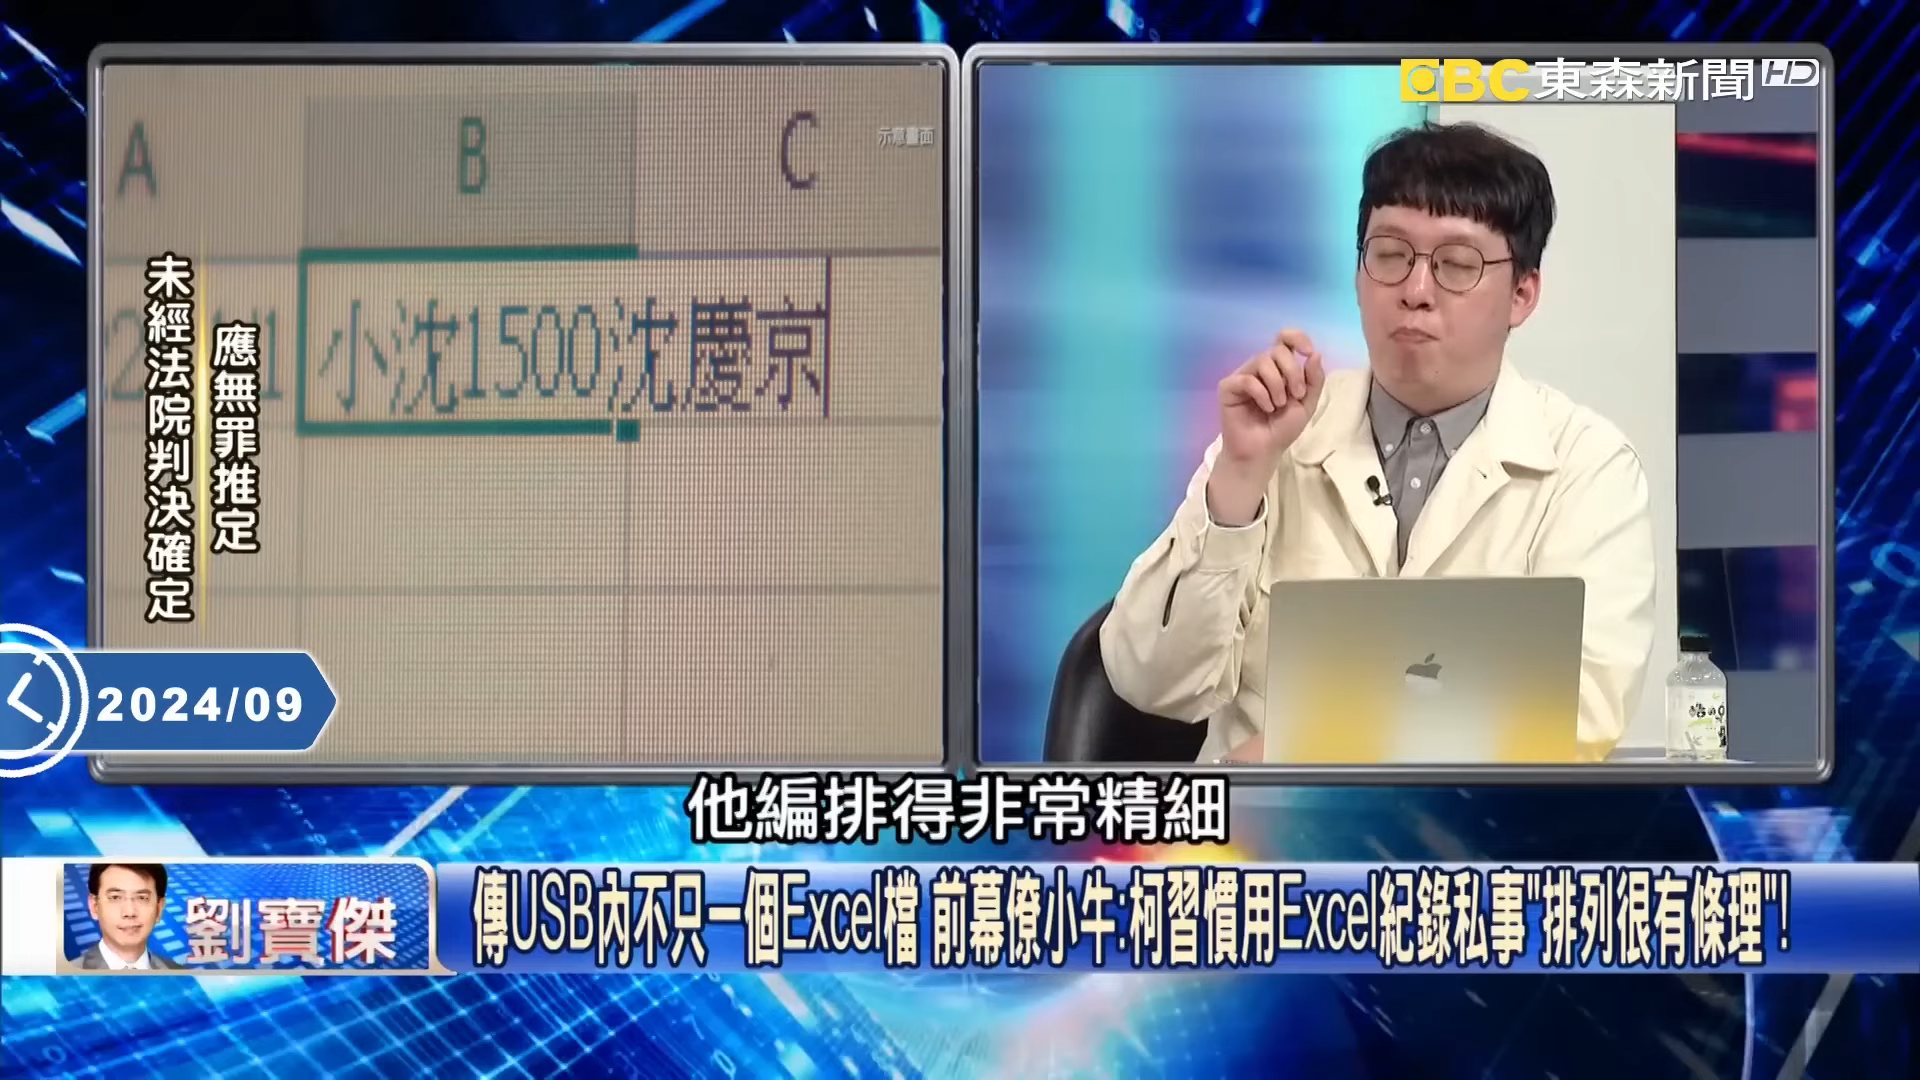 EBC東森新聞HD
A
B
C
示意畫面
小沈1500沈慶京
未經法院判決確定
應無罪推定
2024/09
他編排得非常精細
劉寶傑
傳USB內不只一個Excel檔 前幕僚小牛:柯習慣用Excel紀錄私事"排列很有條理"!